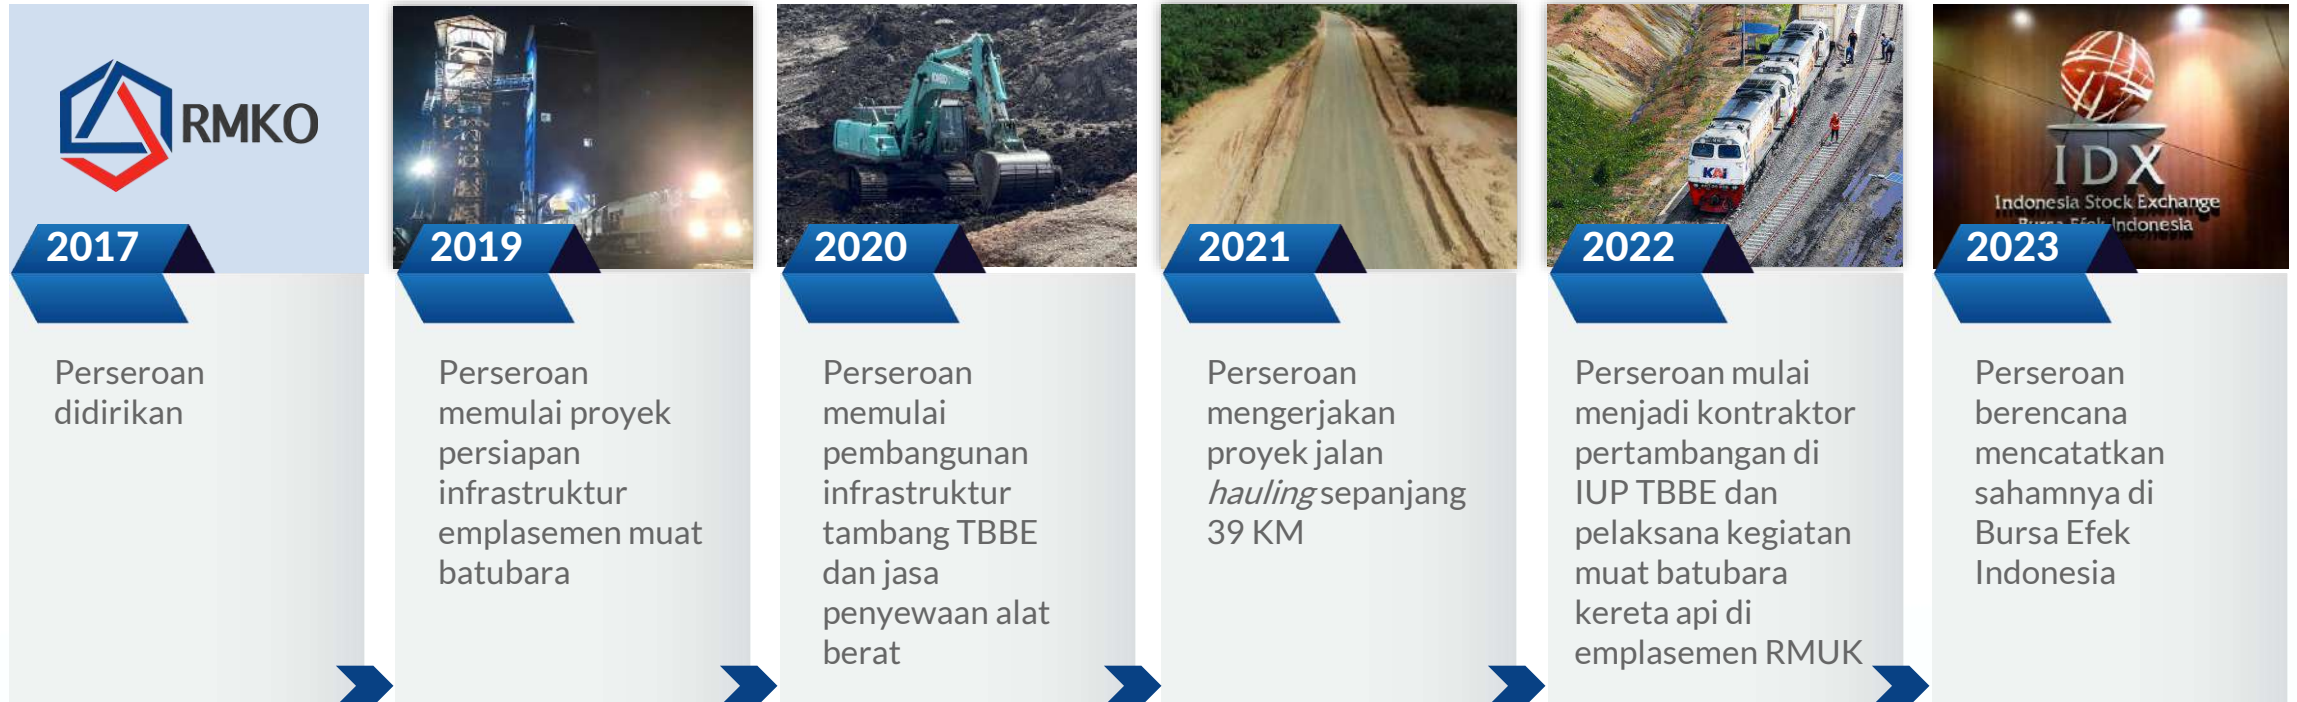 RMKO
2017
Perseroan
didirikan
2019
Perseroan
memulai proyek
persiapan
infrastruktur
emplasemen muat
batubara
2020
Perseroan
memulai
pembangunan
infrastruktur
tambang TBBE
dan jasa
penyewaan alat
berat
2021
Perseroan
mengerjakan
proyek jalan
hauling sepanjang
39 KM
KAI
2022
Perseroan mulai
menjadi kontraktor
pertambangan di
IUP TBBE dan
pelaksana kegiatan
muat batubara
kereta api di
emplasemen RMUK
IDX
Indonesia Stock Exchange
Bursa Efek Indonesia
2023
Perseroan
berencana
mencatatkan
sahamnya di
Bursa Efek
Indonesia